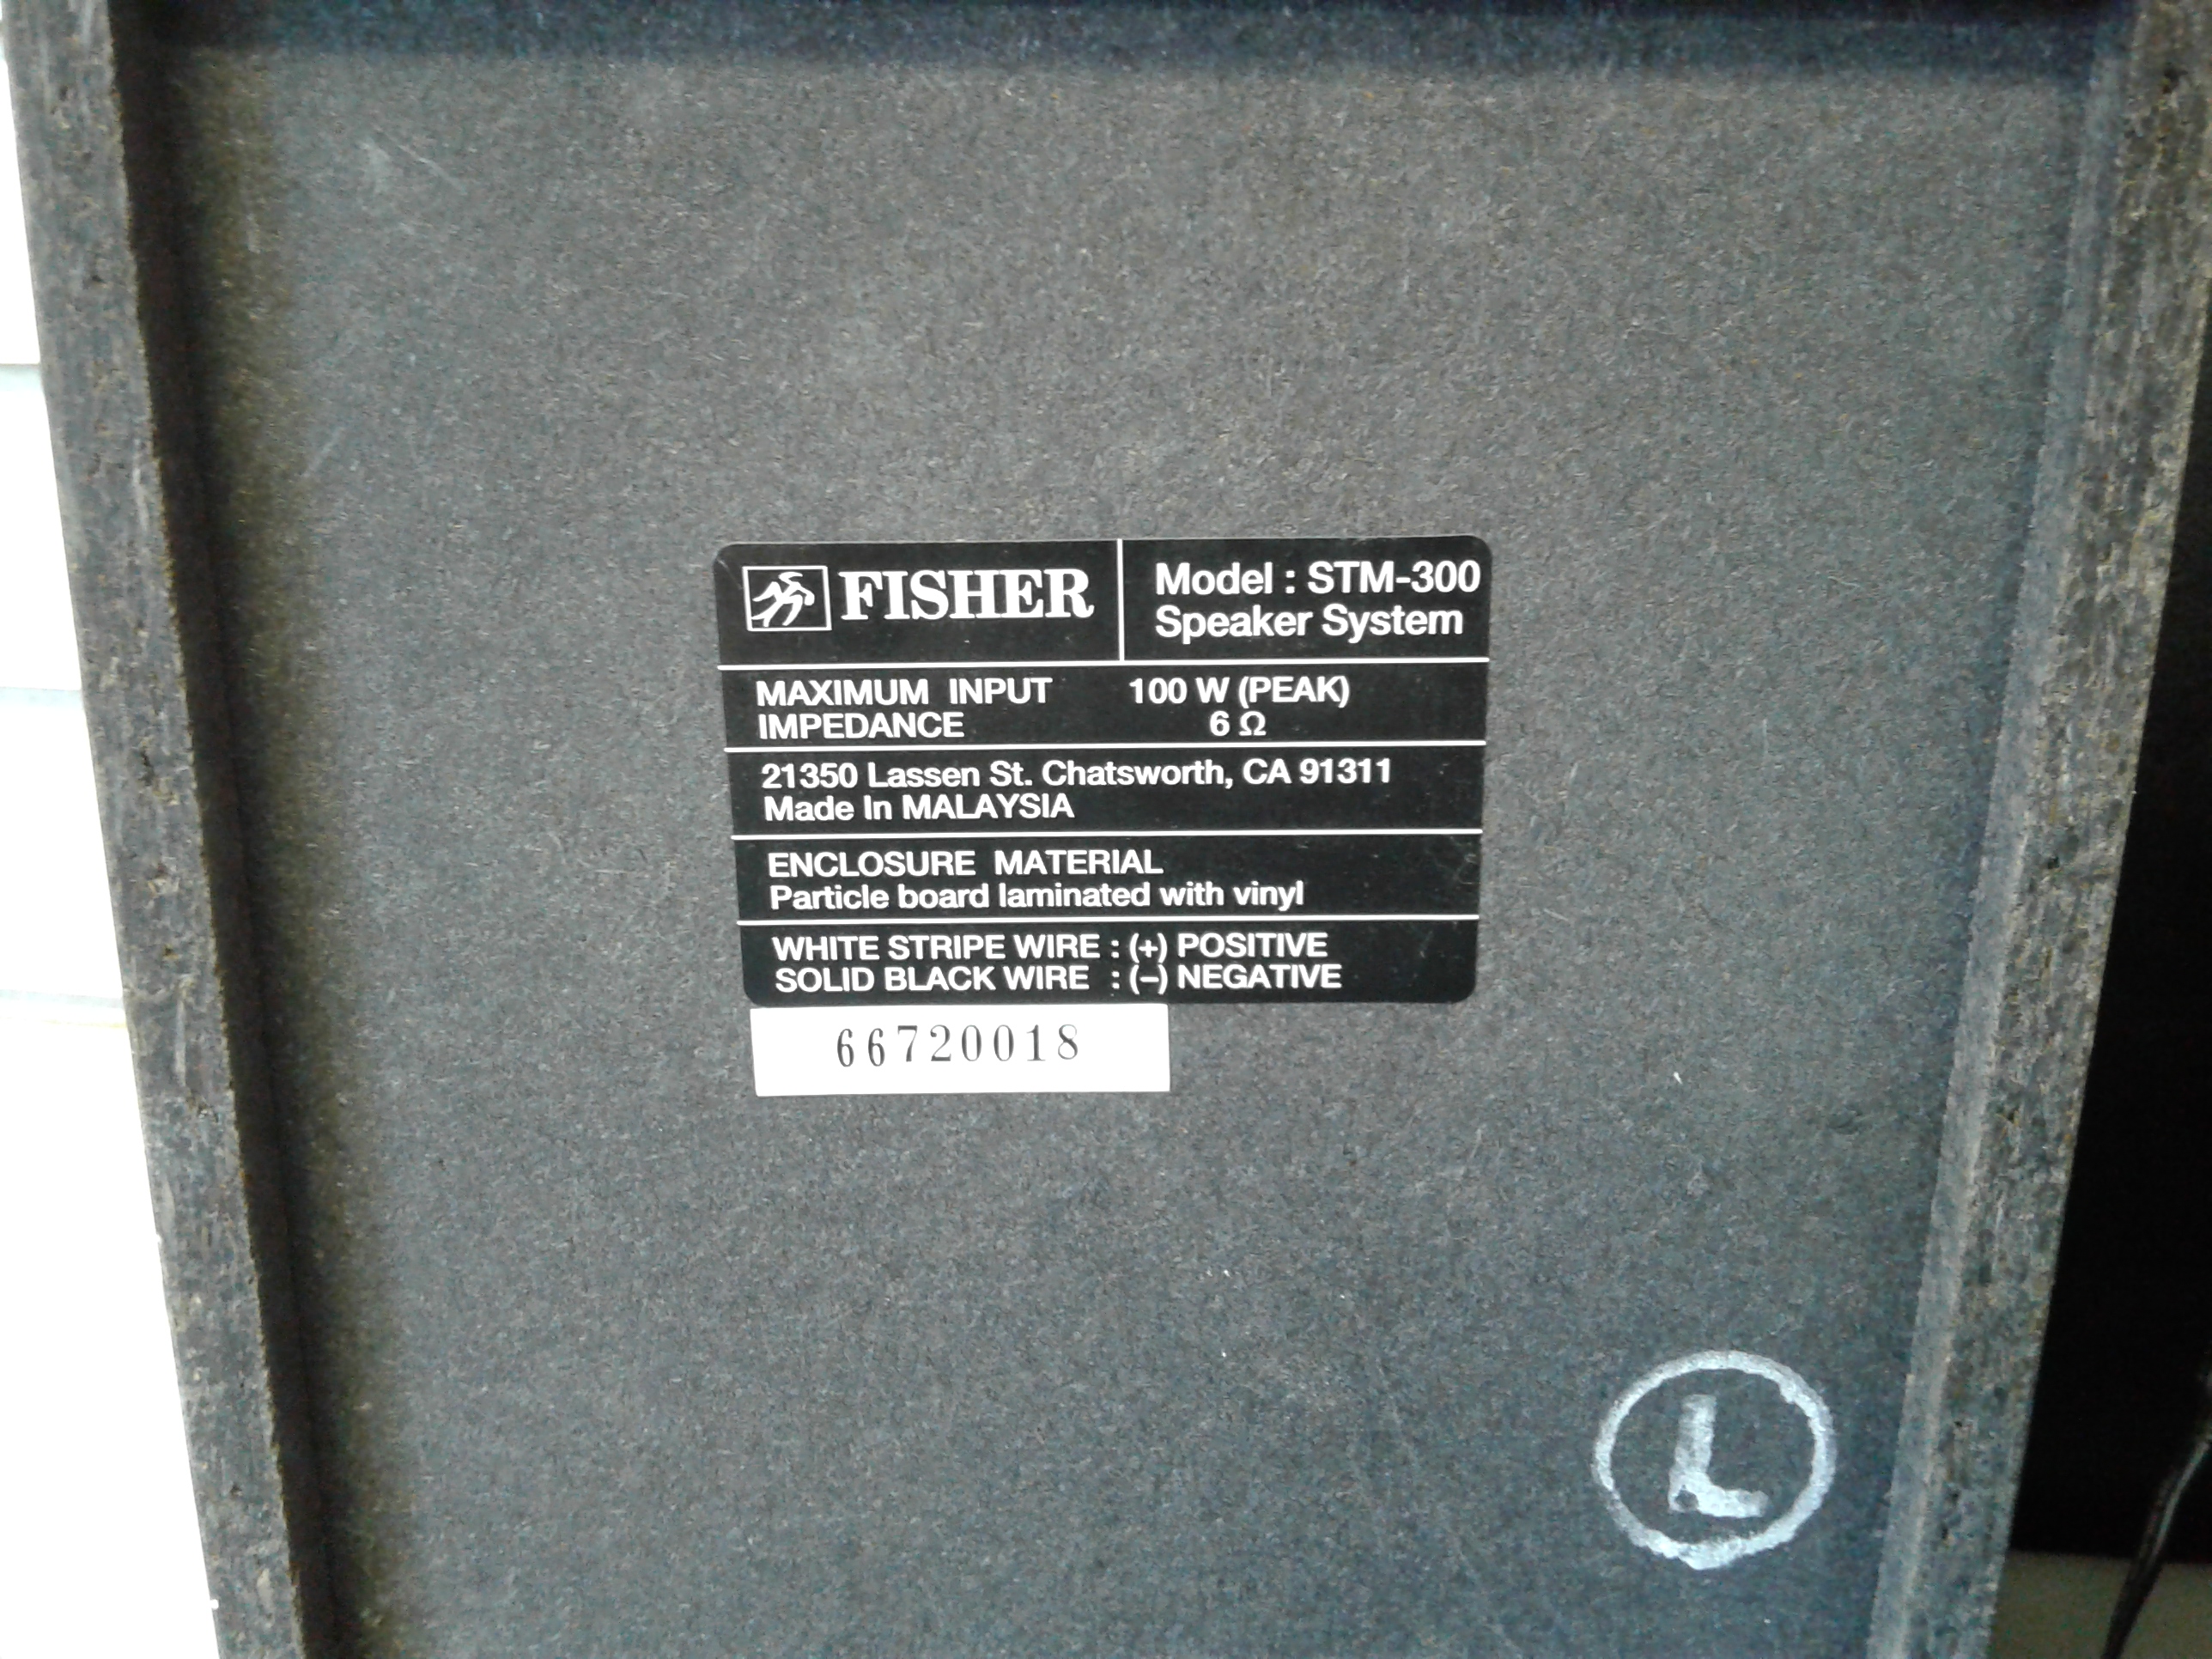 FISHER
Model : STM-300
Speaker System
MAXIMUM INPUT 100 W (PEAK)
IMPEDANCE 6 Ω
21350 Lassen St. Chatsworth, CA 91311
Made In MALAYSIA
ENCLOSURE MATERIAL
Particle board laminated with vinyl
WHITE STRIPE WIRE : (+) POSITIVE
SOLID BLACK WIRE : (–) NEGATIVE
66720018
L